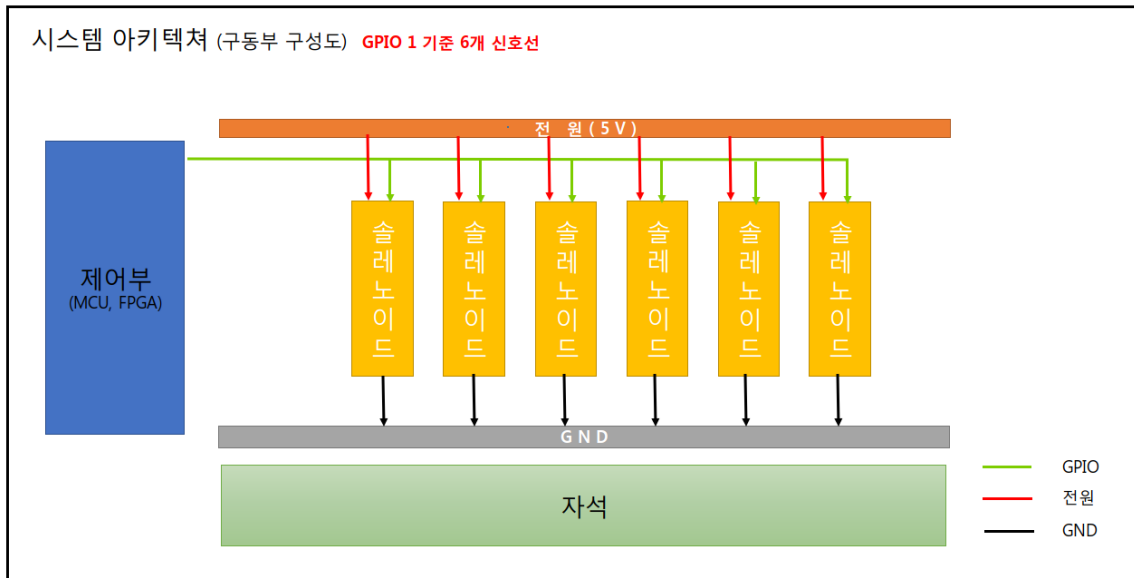 시스템 아키텍쳐 (구동부 구성도) GPIO 1 기준 6개 신호선
전 원 ( 5 V )
제어부
(MCU, FPGA)
솔레노이드
솔레노이드
솔레노이드
솔레노이드
솔레노이드
솔레노이드
G N D
자석
GPIO
전원
GND